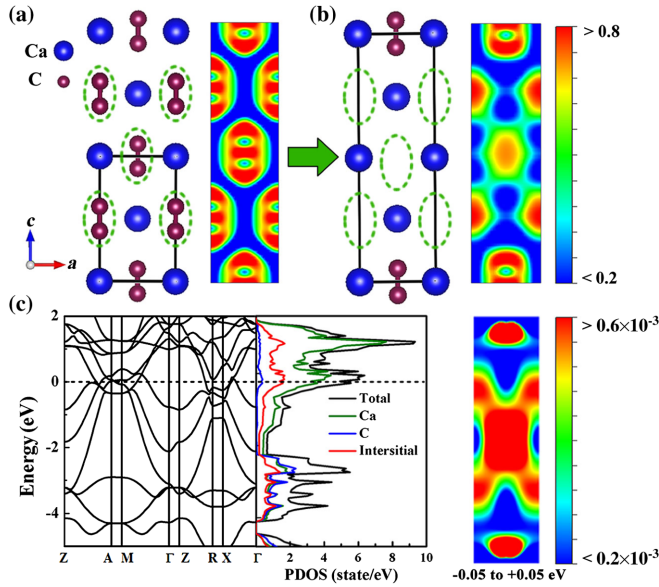 (a)
(b)
Ca
C
c
a
> 0.8
< 0.2
(c)
Energy (eV)
2
0
-2
-4
Z A M Γ Z R X Γ 2 4 6 8 10
PDOS (state/eV)
Total
Ca
C
Intersitial
> 0.6×10⁻³
< 0.2×10⁻³
-0.05 to +0.05 eV